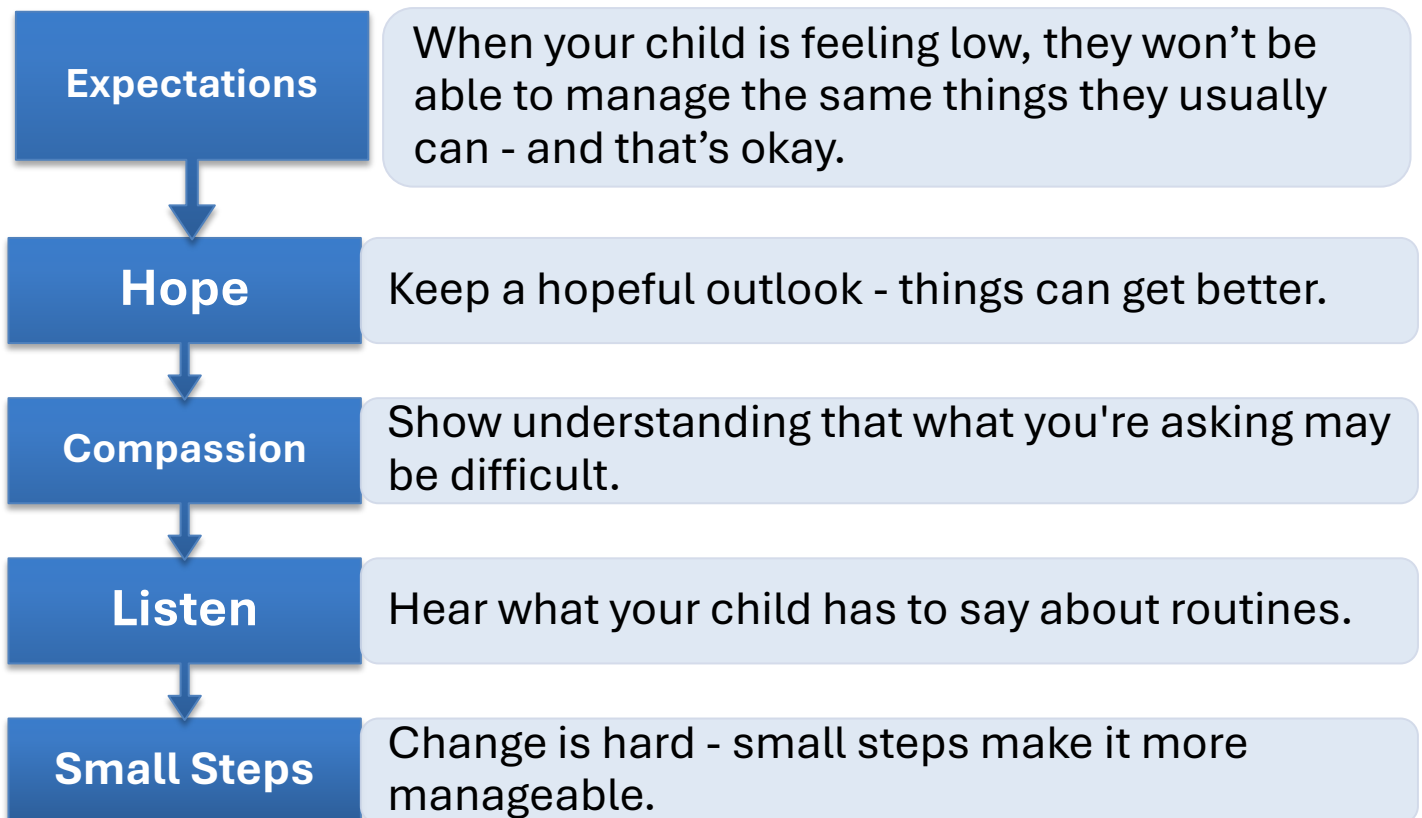 Expectations
When your child is feeling low, they won’t be
able to manage the same things they usually
can - and that’s okay.
Hope
Keep a hopeful outlook - things can get better.
Compassion
Show understanding that what you're asking may
be difficult.
Listen
Hear what your child has to say about routines.
Small Steps
Change is hard - small steps make it more
manageable.